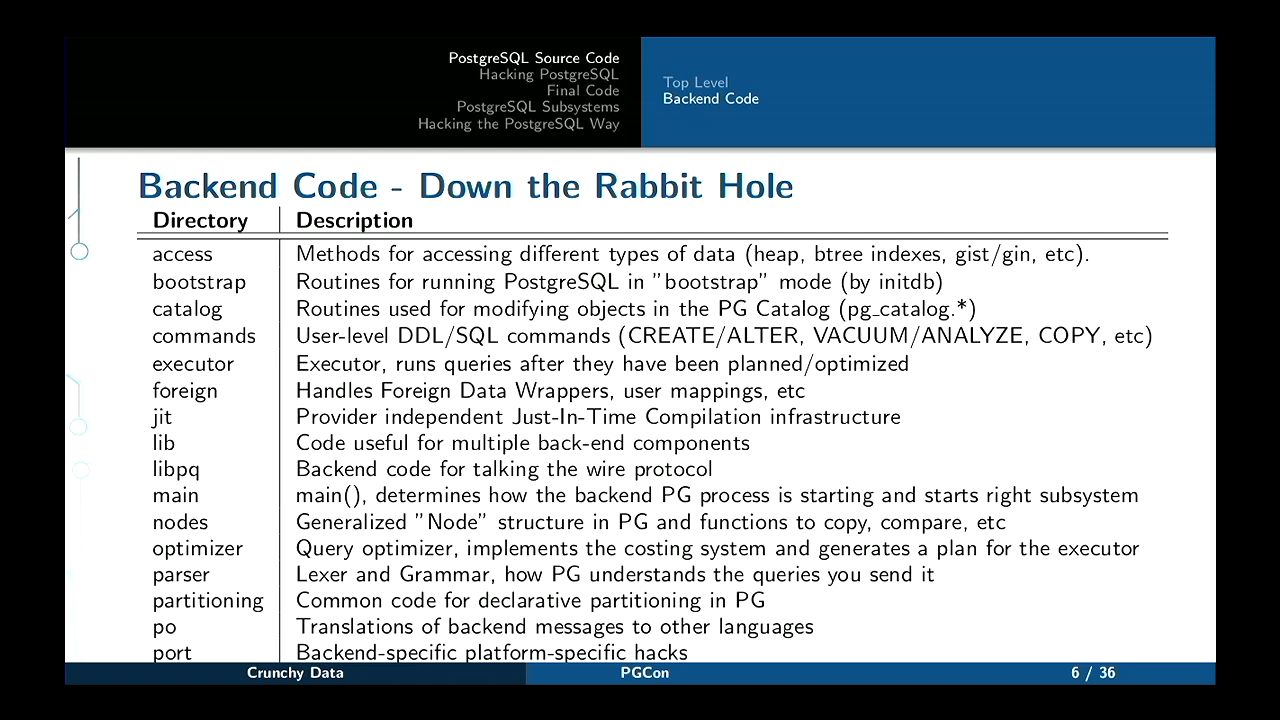 PostgreSQL Source Code
Hacking PostgreSQL
Final Code
PostgreSQL Subsystems
Hacking the PostgreSQL Way
Top Level
Backend Code
Backend Code - Down the Rabbit Hole
Directory Description
access Methods for accessing different types of data (heap, btree indexes, gist/gin, etc).
bootstrap Routines for running PostgreSQL in "bootstrap" mode (by initdb)
catalog Routines used for modifying objects in the PG Catalog (pg_catalog.*)
commands User-level DDL/SQL commands (CREATE/ALTER, VACUUM/ANALYZE, COPY, etc)
executor Executor, runs queries after they have been planned/optimized
foreign Handles Foreign Data Wrappers, user mappings, etc
jit Provider independent Just-In-Time Compilation infrastructure
lib Code useful for multiple back-end components
libpq Backend code for talking the wire protocol
main main(), determines how the backend PG process is starting and starts right subsystem
nodes Generalized "Node" structure in PG and functions to copy, compare, etc
optimizer Query optimizer, implements the costing system and generates a plan for the executor
parser Lexer and Grammar, how PG understands the queries you send it
partitioning Common code for declarative partitioning in PG
po Translations of backend messages to other languages
port Backend-specific platform-specific hacks
Crunchy Data PGCon 6 / 36